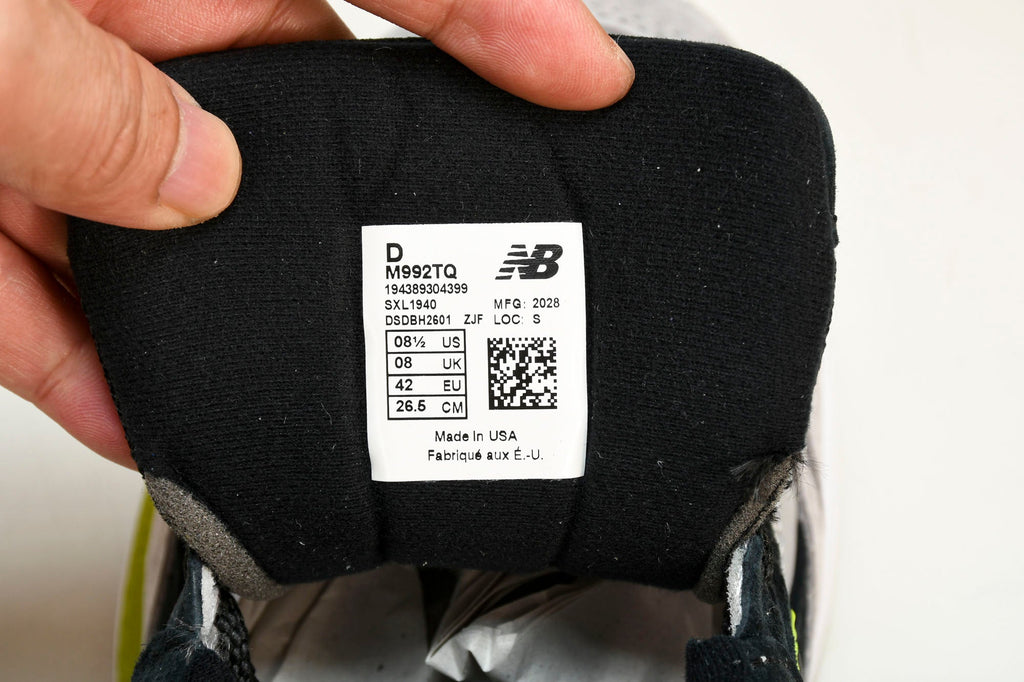 D
NB
M992TQ
194389304399
SXL1940 MFG: 2028
DSDBH2601 ZJF LOC: S
08½ US
08 UK
42 EU
26.5 CM
Made In USA
Fabriqué aux É.-U.